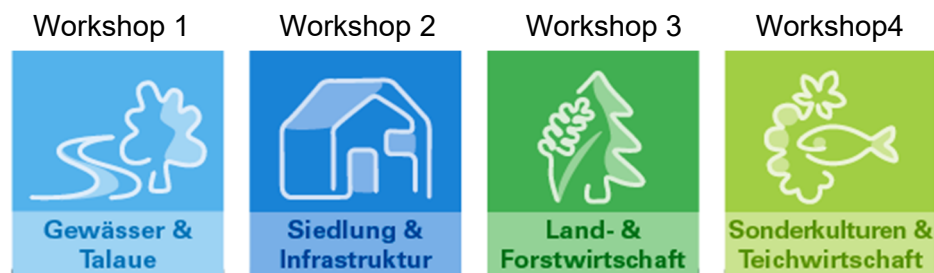 Workshop 1
Workshop 2
Workshop 3
Workshop4
Gewässer &
Talaue
Siedlung &
Infrastruktur
Land- &
Forstwirtschaft
Sonderkulturen &
Teichwirtschaft